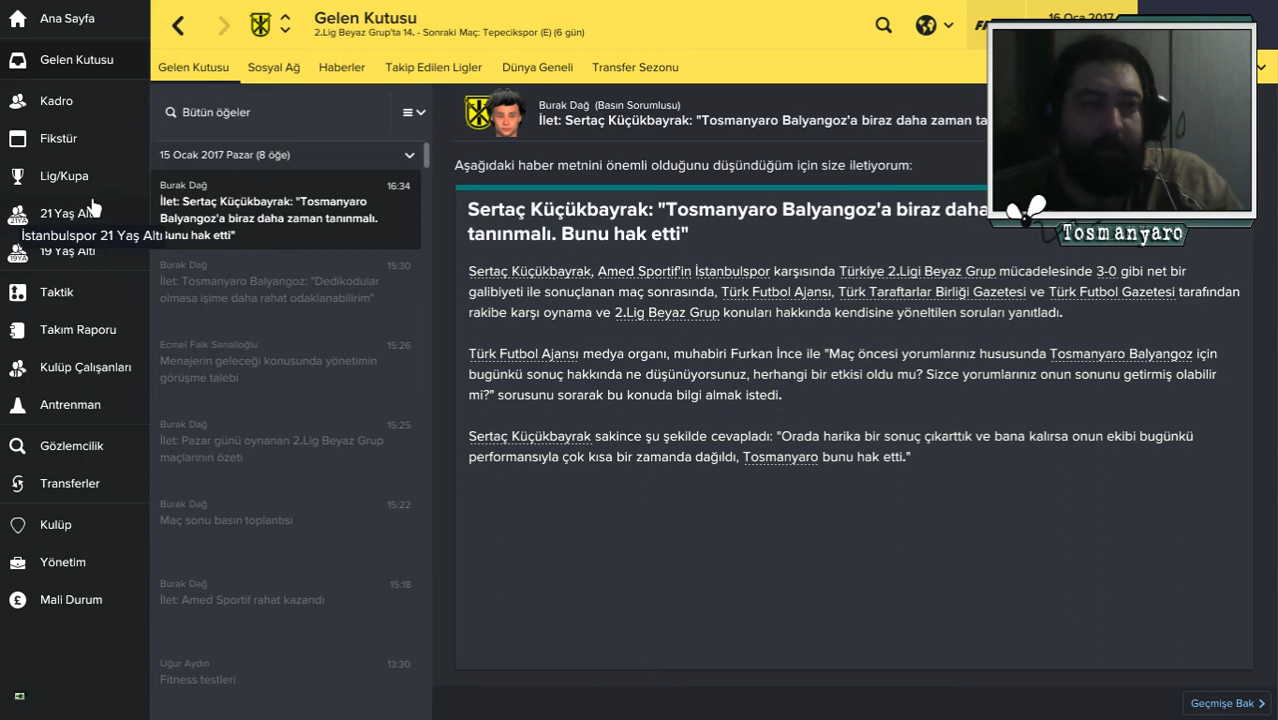 Ana Sayfa
Gelen Kutusu
Kadro
Fikstür
Lig/Kupa
21 Yaş Altı
İstanbulspor 21 Yaş Altı
19 Yaş Altı
Taktik
Takım Raporu
Kulüp Çalışanları
Antrenman
Gözlemcilik
Transferler
Kulüp
Yönetim
Mali Durum
Gelen Kutusu
2.Lig Beyaz Grup'ta 14. - Sonraki Maç: Tepecikspor (E) (6 gün)
16 Oca 2017
Gelen Kutusu Sosyal Ağ Haberler Takip Edilen Ligler Dünya Geneli Transfer Sezonu
Bütün öğeler
15 Ocak 2017 Pazar (8 öğe)
Burak Dağ 16:34
İlet: Sertaç Küçükbayrak: "Tosmanyaro
Balyangoz'a biraz daha zaman tanınmalı.
Bunu hak etti"
Burak Dağ 15:30
İlet: Tosmanyaro Balyangoz: "Dedikodular
olmasa işime daha rahat odaklanabilirim"
Ecmel Faik Sarıalioğlu 15:26
Menajerin geleceği konusunda yönetimin
görüşme talebi
Burak Dağ 15:25
İlet: Pazar günü oynanan 2.Lig Beyaz Grup
maçlarının özeti
Burak Dağ 15:22
Maç sonu basın toplantısı
Burak Dağ 15:18
İlet: Amed Sportif rahat kazandı
Uğur Aydın 13:30
Fitness testleri
Burak Dağ (Basın Sorumlusu)
İlet: Sertaç Küçükbayrak: "Tosmanyaro Balyangoz'a biraz daha zaman
Aşağıdaki haber metnini önemli olduğunu düşündüğüm için size iletiyorum:
Sertaç Küçükbayrak: "Tosmanyaro Balyangoz'a biraz daha
tanınmalı. Bunu hak etti"
Sertaç Küçükbayrak, Amed Sportif'in İstanbulspor karşısında Türkiye 2.Ligi Beyaz Grup mücadelesinde 3-0 gibi net bir
galibiyeti ile sonuçlanan maç sonrasında, Türk Futbol Ajansı, Türk Taraftarlar Birliği Gazetesi ve Türk Futbol Gazetesi tarafından
rakibe karşı oynama ve 2.Lig Beyaz Grup konuları hakkında kendisine yöneltilen soruları yanıtladı.
Türk Futbol Ajansı medya organı, muhabiri Furkan İnce ile "Maç öncesi yorumlarınız hususunda Tosmanyaro Balyangoz için
bugünkü sonuç hakkında ne düşünüyorsunuz, herhangi bir etkisi oldu mu? Sizce yorumlarınız onun sonunu getirmiş olabilir
mi?" sorusunu sorarak bu konuda bilgi almak istedi.
Sertaç Küçükbayrak sakince şu şekilde cevapladı: "Orada harika bir sonuç çıkarttık ve bana kalırsa onun ekibi bugünkü
performansıyla çok kısa bir zamanda dağıldı, Tosmanyaro bunu hak etti."
Tosmanyaro
Geçmişe Bak